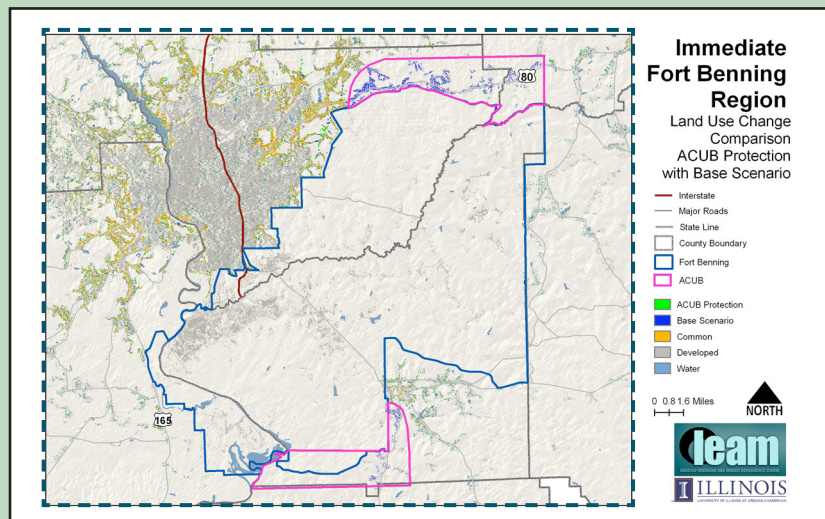 80
165
Immediate
Fort Benning
Region
Land Use Change
Comparison
ACUB Protection
with Base Scenario
Interstate
Major Roads
State Line
County Boundary
Fort Benning
ACUB
ACUB Protection
Base Scenario
Common
Developed
Water
0 0.8 1.6 Miles
NORTH
leam
I ILLINOIS
UNIVERSITY OF ILLINOIS AT URBANA-CHAMPAIGN